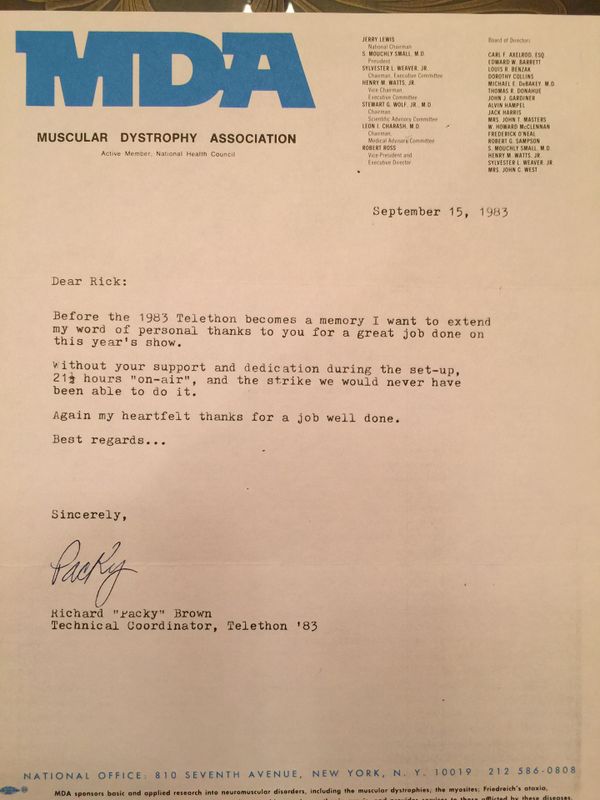 MDA
MUSCULAR DYSTROPHY ASSOCIATION
Active Member, National Health Council
JERRY LEWIS
National Chairman
S. MOUCHLY SMALL, M.D.
President
SYLVESTER L. WEAVER, JR.
Chairman, Executive Committee
HENRY M. WATTS, JR.
Vice Chairman,
Executive Committee
STEWART G. WOLF, JR., M.D.
Chairman
Scientific Advisory Committee
LEON I. CHARASH, M.D.
Chairman,
Medical Advisory Committee
ROBERT ROSS
Vice President and
Executive Director
Board of Directors
CARL F. AXELROD, ESQ.
EDWARD W. BARRETT
LOUIS R. BENZAK
DOROTHY COLLINS
MICHAEL E. DeBAKEY, M.D.
THOMAS R. DONAHUE
JOHN J. GARDINER
ALVIN HAMPEL
JACK HARRIS
MRS. JOHN T. MASTERS
W. HOWARD McCLENNAN
FREDERICK O'NEAL
ROBERT G. SAMPSON
S. MOUCHLY SMALL, M.D.
HENRY M. WATTS, JR.
SYLVESTER L. WEAVER, JR.
MRS. JOHN C. WEST
September 15, 1983
Dear Rick:
Before the 1983 Telethon becomes a memory I want to extend
my word of personal thanks to you for a great job done on
this year's show.
Without your support and dedication during the set-up,
21½ hours "on-air", and the strike we would never have
been able to do it.
Again my heartfelt thanks for a job well done.
Best regards...
Sincerely,
Packy
Richard "Packy" Brown
Technical Coordinator, Telethon '83
NATIONAL OFFICE: 810 SEVENTH AVENUE, NEW YORK, N. Y. 10019 212 586-0808
MDA sponsors basic and applied research into neuromuscular disorders, including the muscular dystrophies; the myosites; Friedreich's ataxia,
and provides services to those afflicted by these diseases.